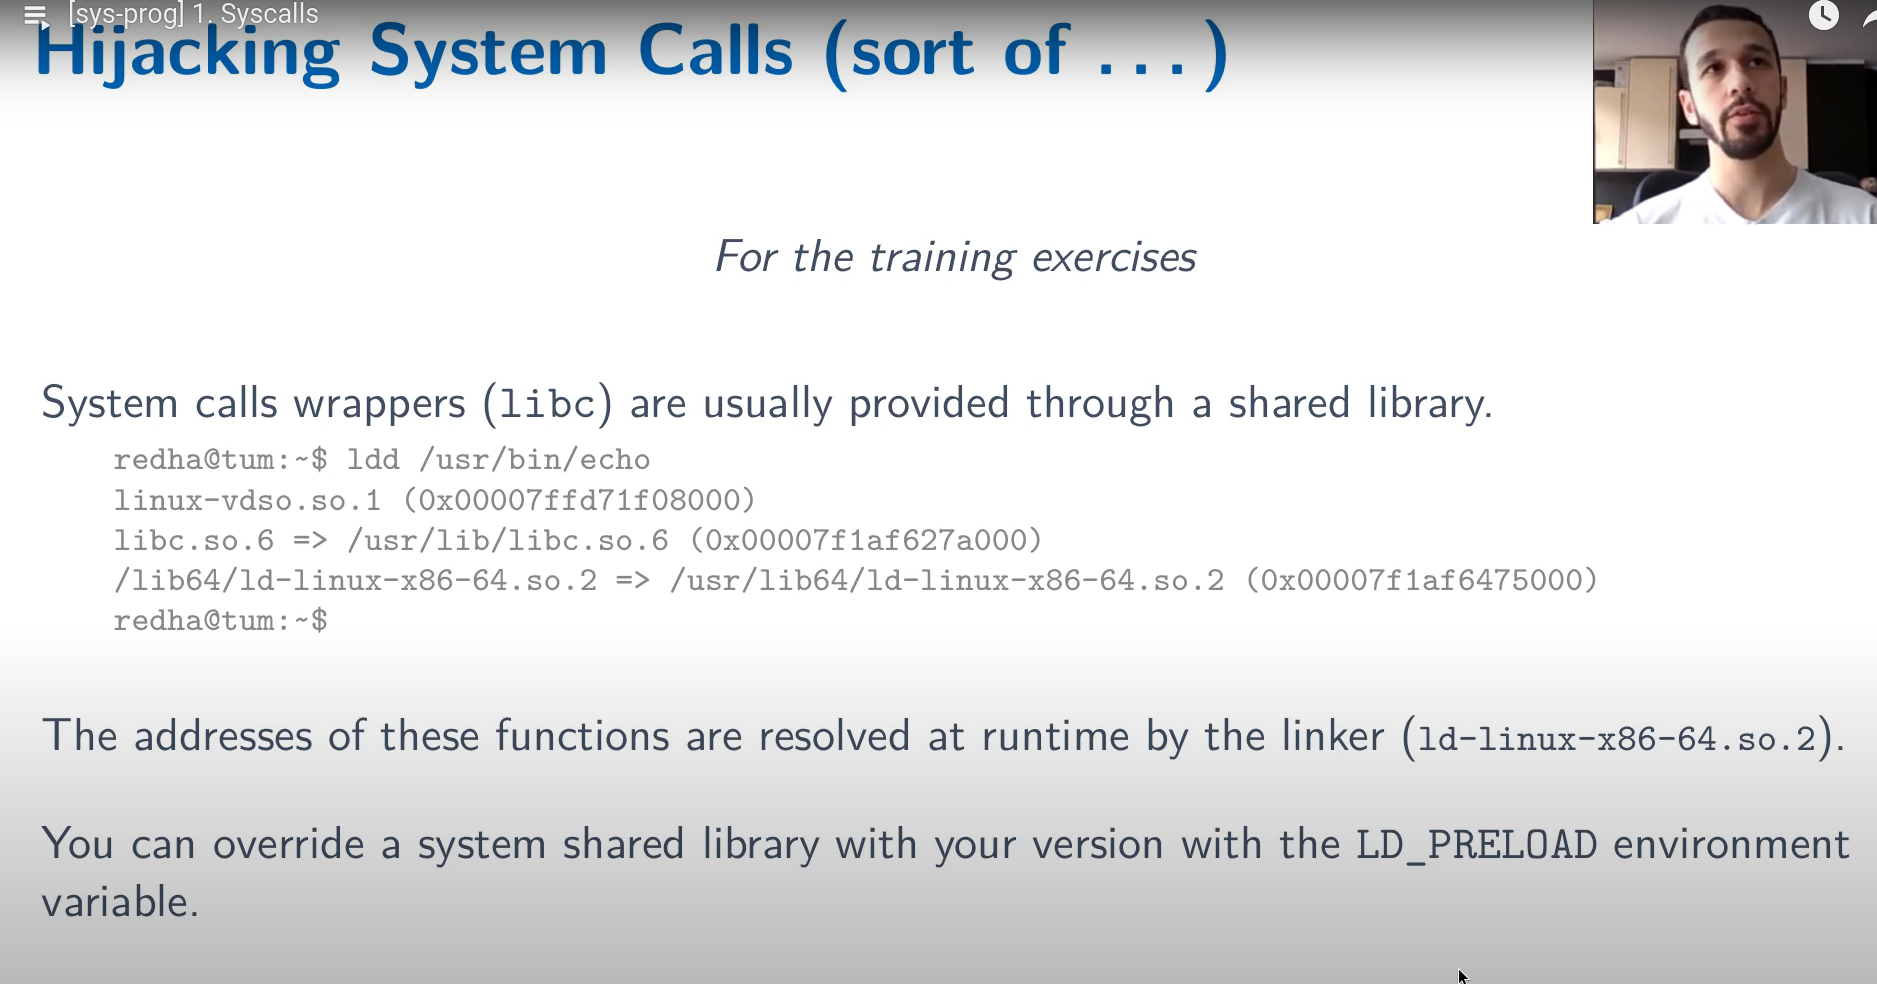 [sys-prog] 1. Syscalls
Hijacking System Calls (sort of ...)
For the training exercises
System calls wrappers (libc) are usually provided through a shared library.
redha@tum:~$ ldd /usr/bin/echo
linux-vdso.so.1 (0x00007ffd71f08000)
libc.so.6 => /usr/lib/libc.so.6 (0x00007f1af627a000)
/lib64/ld-linux-x86-64.so.2 => /usr/lib64/ld-linux-x86-64.so.2 (0x00007f1af6475000)
redha@tum:~$
The addresses of these functions are resolved at runtime by the linker (ld-linux-x86-64.so.2).
You can override a system shared library with your version with the LD_PRELOAD environment
variable.